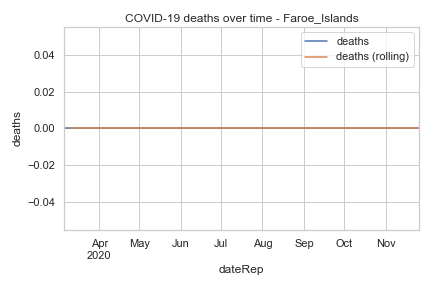 COVID-19 deaths over time - Faroe_Islands
deaths
deaths (rolling)
0.04
0.02
0.00
−0.02
−0.04
deaths
Apr
2020
May
Jun
Jul
Aug
Sep
Oct
Nov
dateRep